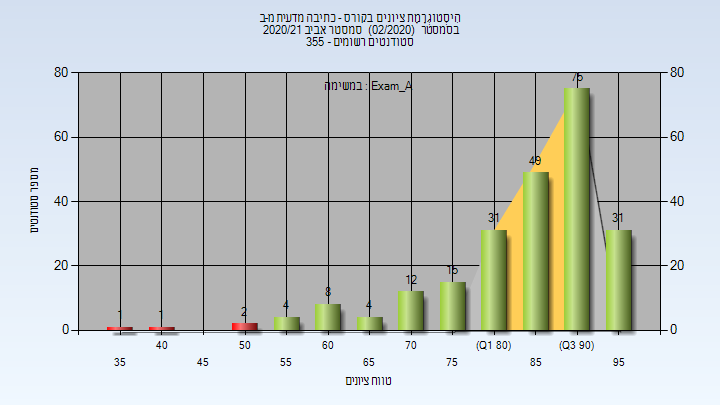 היסטוגרמת ציונים בקורס - כתיבה מדעית מ-ב
בסמסטר (02/2020) סמסטר אביב 2020/21
סטודנטים רשומים - 355
במשימה : Exam_A
80 80
60 60
40 40
20 20
0 0
מספר סטודנטים
1 1 2 4 8 4 12 15 31 49 75 31
40 50 60 70 (Q1 80) (Q3 90)
35 45 55 65 75 85 95
טווח ציונים